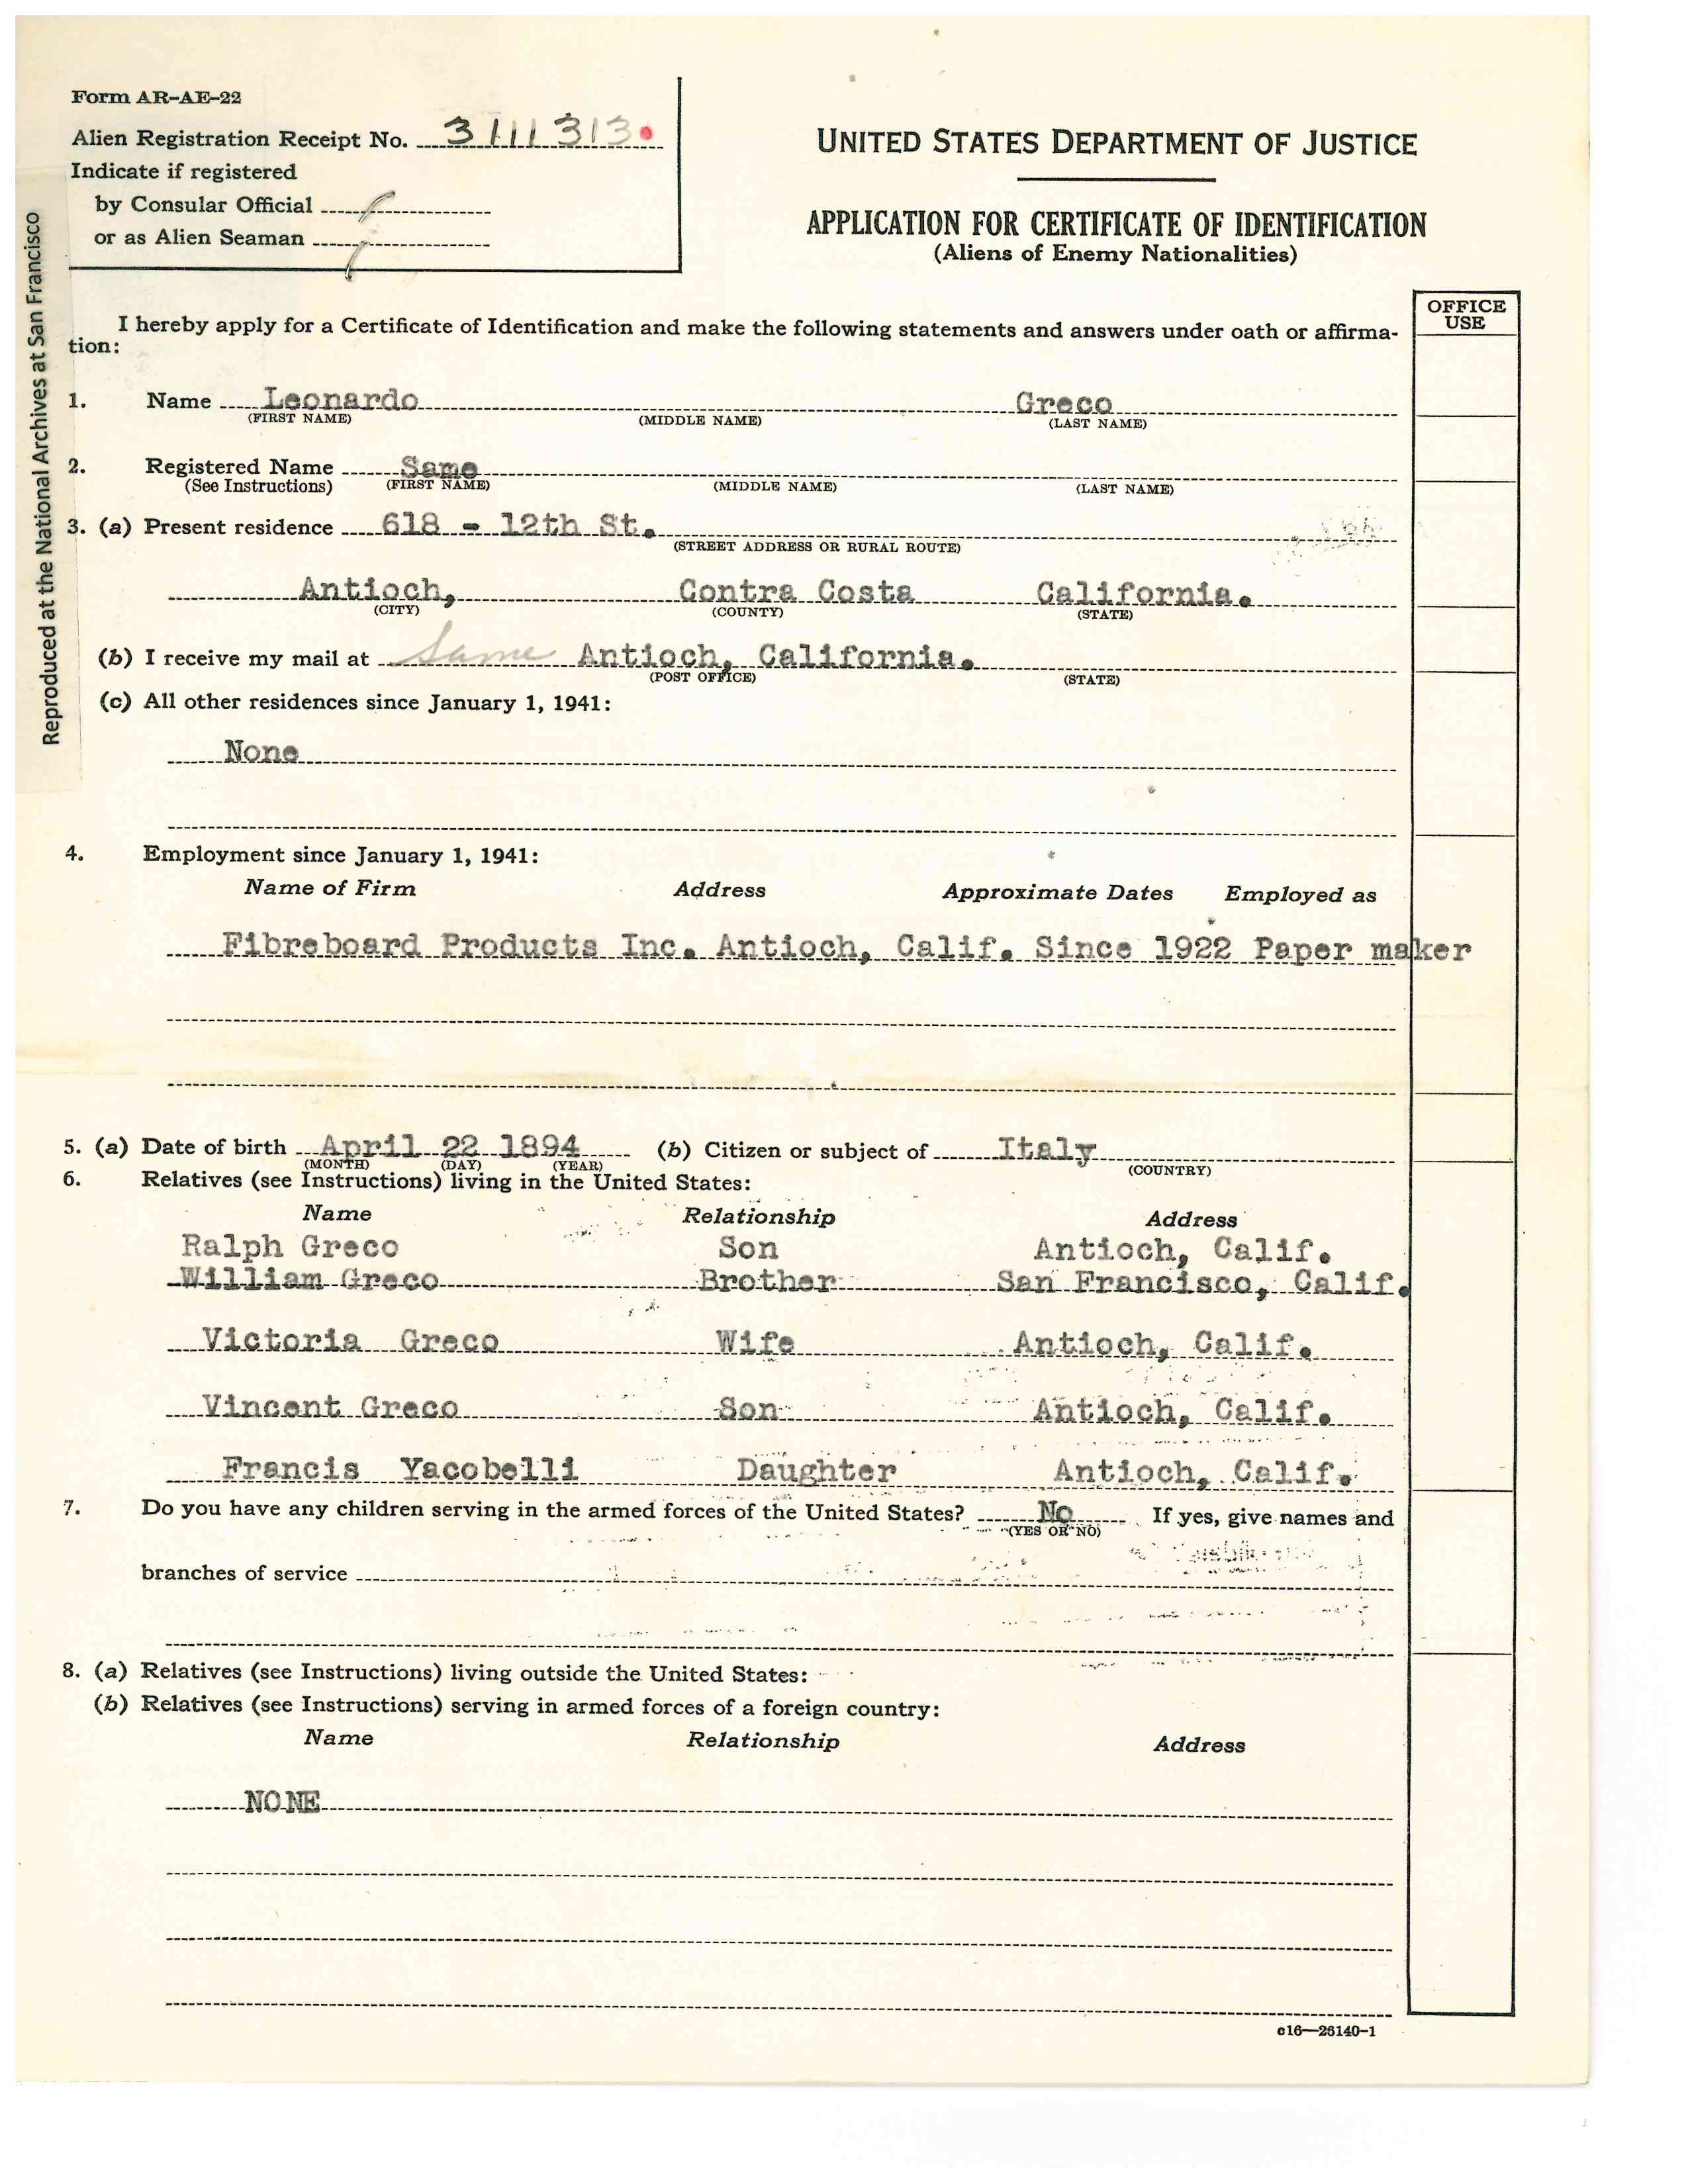 Form AR-AE-22
Alien Registration Receipt No. 3111313
Indicate if registered
by Consular Official
or as Alien Seaman
UNITED STATES DEPARTMENT OF JUSTICE
APPLICATION FOR CERTIFICATE OF IDENTIFICATION
(Aliens of Enemy Nationalities)
Reproduced at the National Archives at San Francisco
OFFICE
USE
I hereby apply for a Certificate of Identification and make the following statements and answers under oath or affirma-
tion:
1. Name Leonardo Greco
(FIRST NAME) (MIDDLE NAME) (LAST NAME)
2. Registered Name Same
(See Instructions) (FIRST NAME) (MIDDLE NAME) (LAST NAME)
3. (a) Present residence 618 - 12th St.
(STREET ADDRESS OR RURAL ROUTE)
Antioch, Contra Costa California.
(CITY) (COUNTY) (STATE)
(b) I receive my mail at Same Antioch, California.
(POST OFFICE) (STATE)
(c) All other residences since January 1, 1941:
None
4. Employment since January 1, 1941:
Name of Firm Address Approximate Dates Employed as
Fibreboard Products Inc. Antioch, Calif. Since 1922 Paper maker
5. (a) Date of birth April 22 1894 (b) Citizen or subject of Italy
(MONTH) (DAY) (YEAR) (COUNTRY)
6. Relatives (see Instructions) living in the United States:
Name Relationship Address
Ralph Greco Son Antioch, Calif.
William Greco Brother San Francisco, Calif.
Victoria Greco Wife Antioch, Calif.
Vincent Greco Son Antioch, Calif.
Francis Yacobelli Daughter Antioch, Calif.
7. Do you have any children serving in the armed forces of the United States? No If yes, give names and
(YES OR NO)
branches of service
8. (a) Relatives (see Instructions) living outside the United States:
(b) Relatives (see Instructions) serving in armed forces of a foreign country:
Name Relationship Address
NONE
c16—26140-1